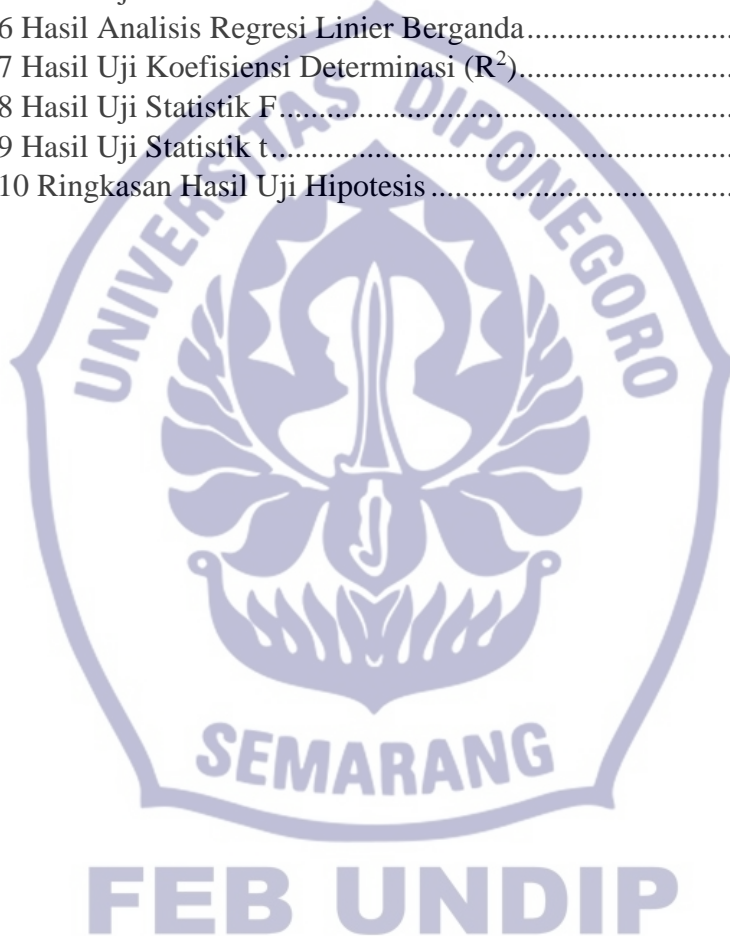 6 Hasil Analisis Regresi Linier Berganda
7 Hasil Uji Koefisiensi Determinasi (R²)
8 Hasil Uji Statistik F
9 Hasil Uji Statistik t
10 Ringkasan Hasil Uji Hipotesis
UNIVERSITAS DIPONEGORO
SEMARANG
FEB UNDIP